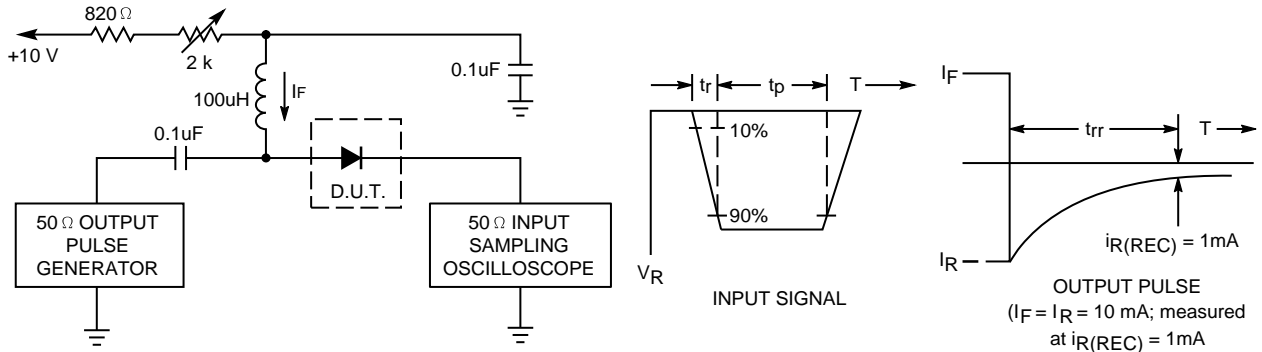 820 Ω
+10 V
2 k
0.1uF
100uH
IF
0.1uF
D.U.T.
50 Ω OUTPUT
PULSE
GENERATOR
50 Ω INPUT
SAMPLING
OSCILLOSCOPE
tr
tp
T
10%
90%
VR
INPUT SIGNAL
IF
trr
T
iR(REC) = 1mA
IR
OUTPUT PULSE
(IF = IR = 10 mA; measured
at iR(REC) = 1mA